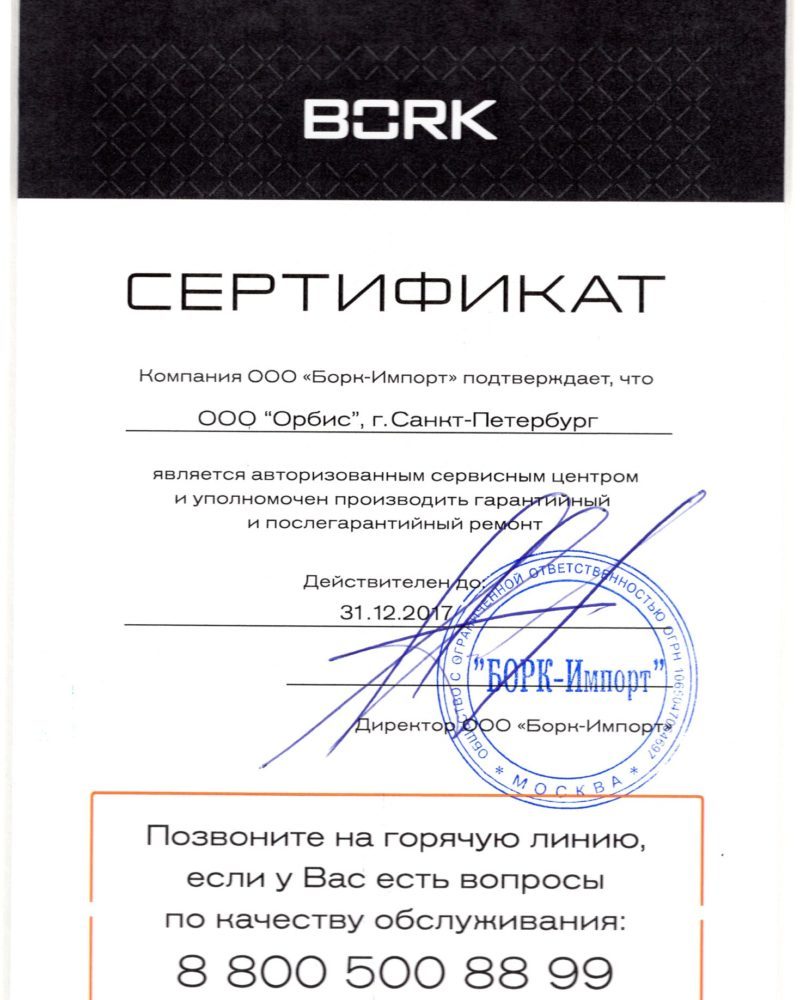 BORK
СЕРТИФИКАТ
Компания ООО «Борк-Импорт» подтверждает, что
ООО "Орбис", г. Санкт-Петербург
является авторизованным сервисным центром
и уполномочен производить гарантийный
и послегарантийный ремонт
Действителен до:
31.12.2017
ОБЩЕСТВО С ОГРАНИЧЕННОЙ ОТВЕТСТВЕННОСТЬЮ ОГРН
"БОРК-Импорт"
* МОСКВА *
Директор ООО «Борк-Импорт»
Позвоните на горячую линию,
если у Вас есть вопросы
по качеству обслуживания:
8 800 500 88 99